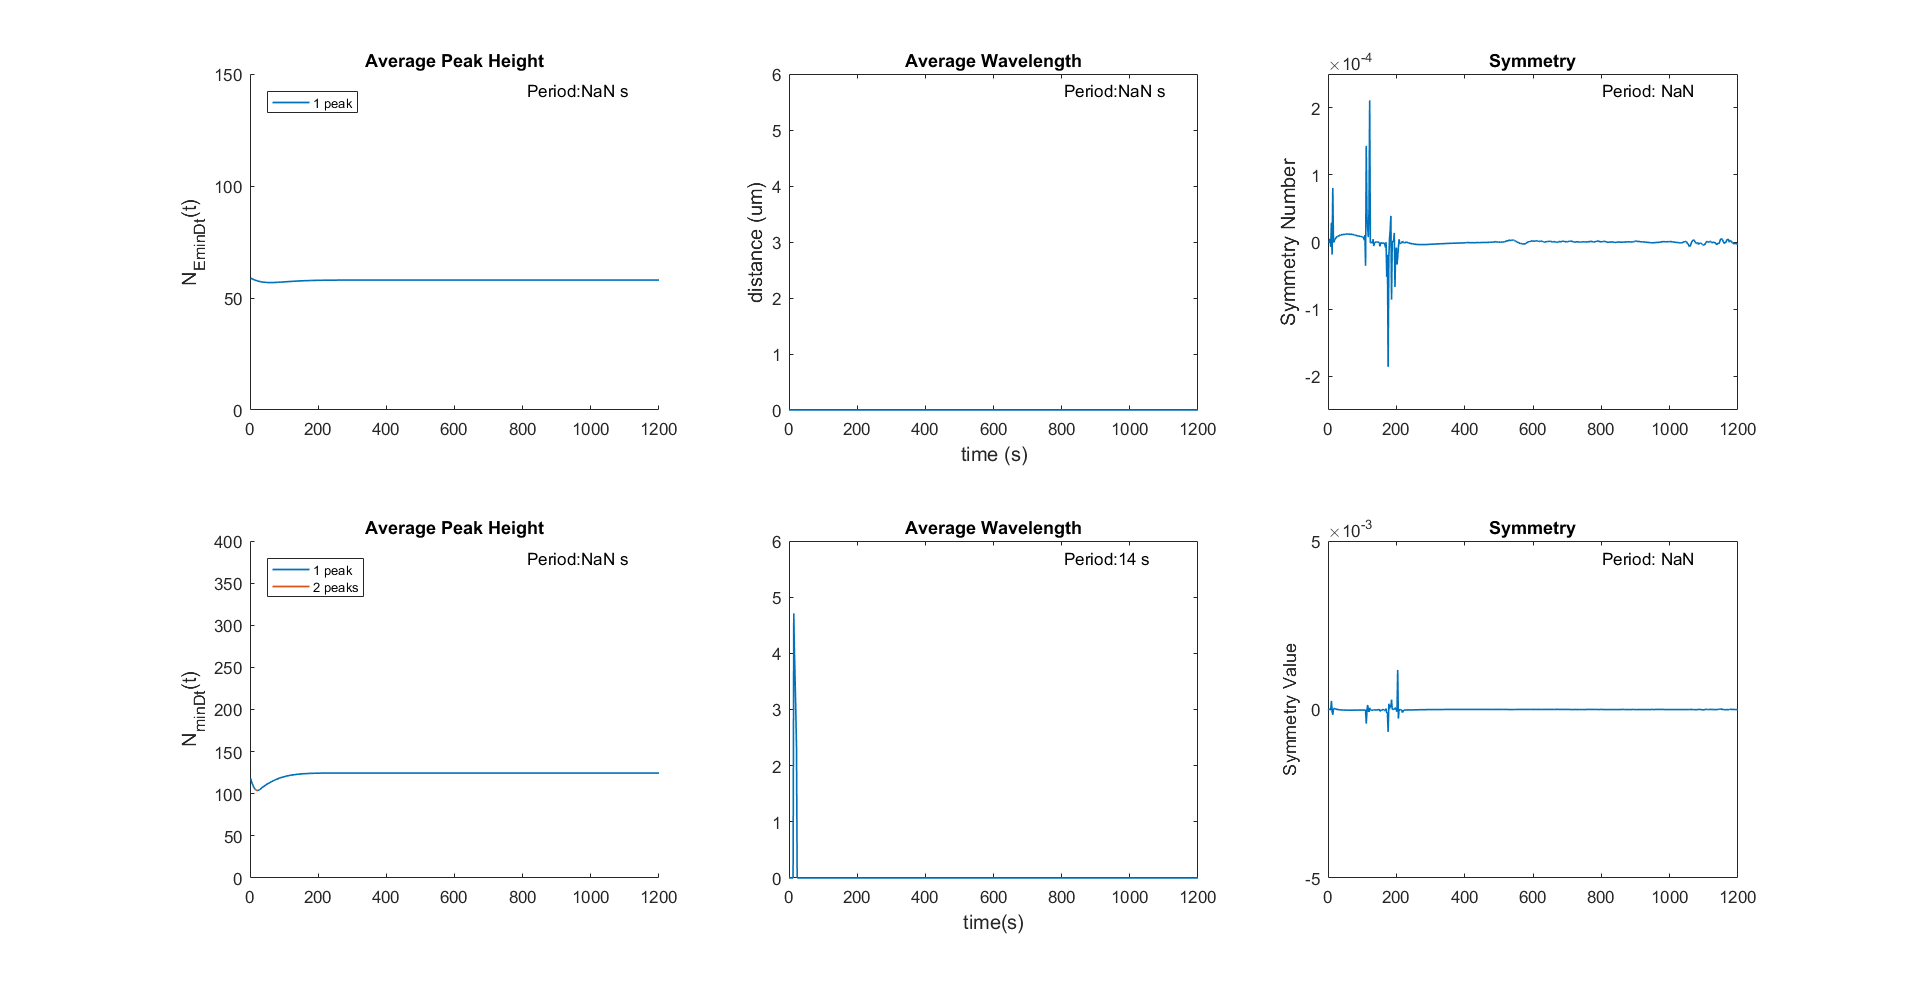 Average Peak Height
Period:NaN s
1 peak
N_EminDt(t)
150
100
50
0
0 200 400 600 800 1000 1200
Average Wavelength
Period:NaN s
distance (um)
6
5
4
3
2
1
0
0 200 400 600 800 1000 1200
time (s)
Symmetry
×10^-4
Period: NaN
Symmetry Number
2
1
0
-1
-2
0 200 400 600 800 1000 1200
Average Peak Height
Period:NaN s
1 peak
2 peaks
N_minDt(t)
400
350
300
250
200
150
100
50
0
0 200 400 600 800 1000 1200
Average Wavelength
Period:14 s
6
5
4
3
2
1
0
0 200 400 600 800 1000 1200
time(s)
Symmetry
×10^-3
Period: NaN
Symmetry Value
5
0
-5
0 200 400 600 800 1000 1200